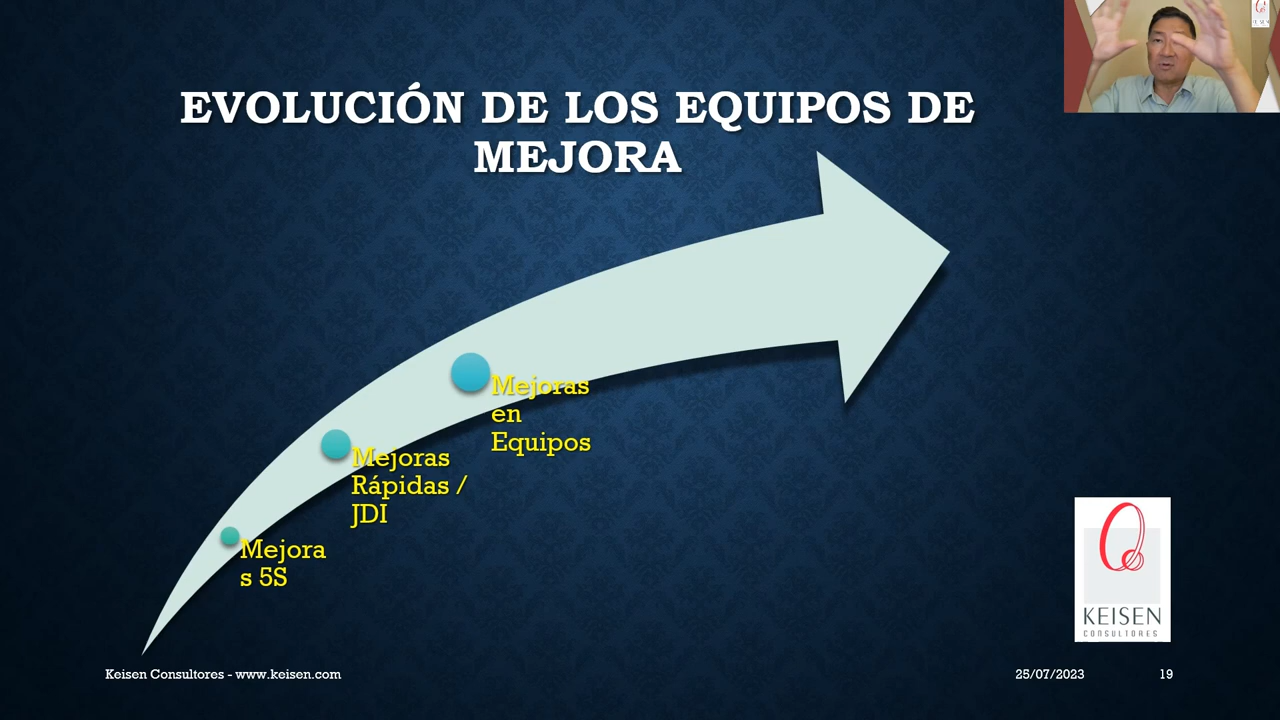 EVOLUCIÓN DE LOS EQUIPOS DE
MEJORA
Mejoras
en
Equipos
Mejoras
Rápidas /
JDI
Mejora
s 5S
KEISEN
CONSULTORES
Keisen Consultores - www.keisen.com
25/07/2023
19